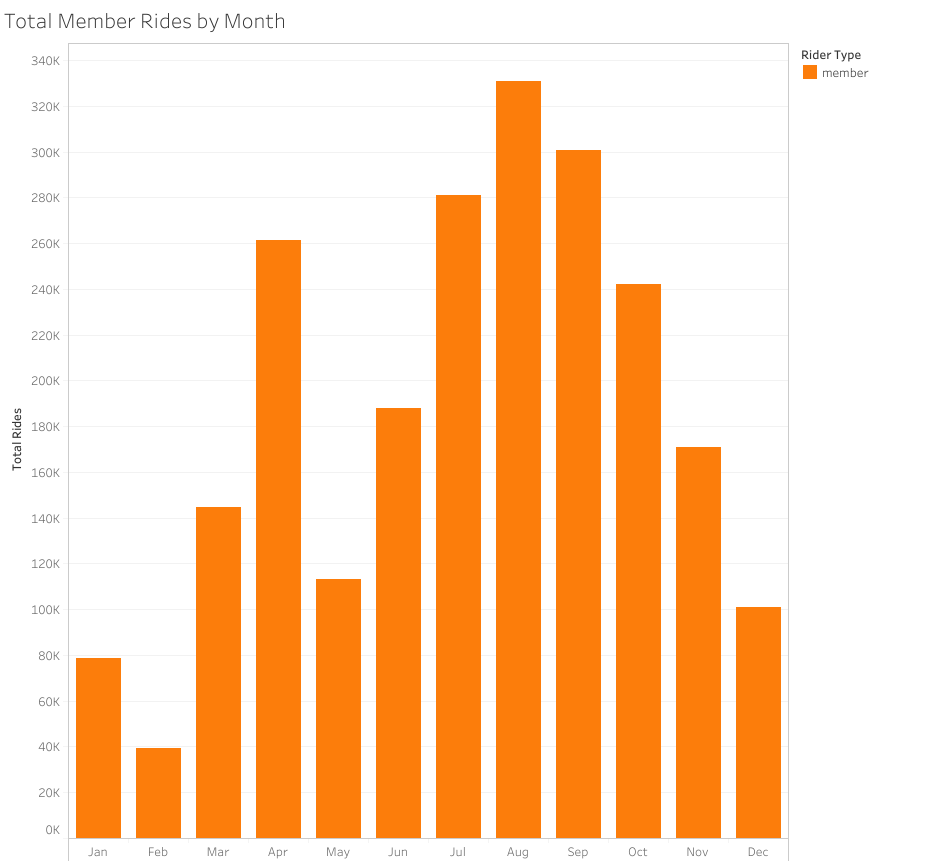 Total Member Rides by Month
Rider Type
member
Total Rides
340K
320K
300K
280K
260K
240K
220K
200K
180K
160K
140K
120K
100K
80K
60K
40K
20K
0K
Jan Feb Mar Apr May Jun Jul Aug Sep Oct Nov Dec